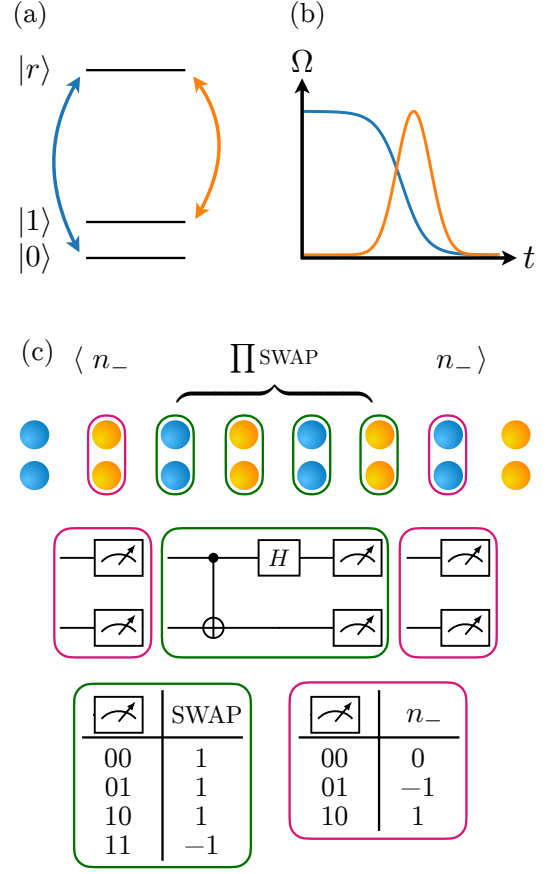 (a)
(b)
|r⟩
|1⟩
|0⟩
Ω
t
(c)
⟨ n₋
∏ SWAP
n₋ ⟩
H
SWAP
00 1
01 1
10 1
11 −1
n₋
00 0
01 −1
10 1